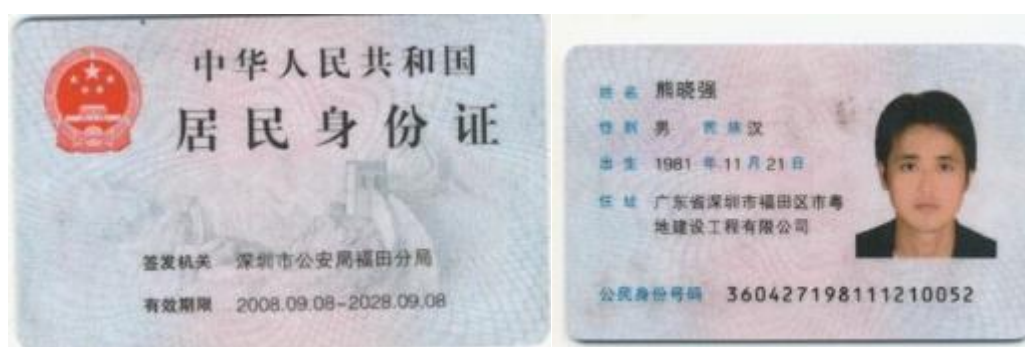 中华人民共和国
居民身份证
签发机关 深圳市公安局福田分局
有效期限 2008.09.08-2028.09.08
姓名 熊晓强
性别 男 民族 汉
出生 1981 年 11 月 21 日
住址 广东省深圳市福田区市粤
地建设工程有限公司
公民身份号码 360427198111210052